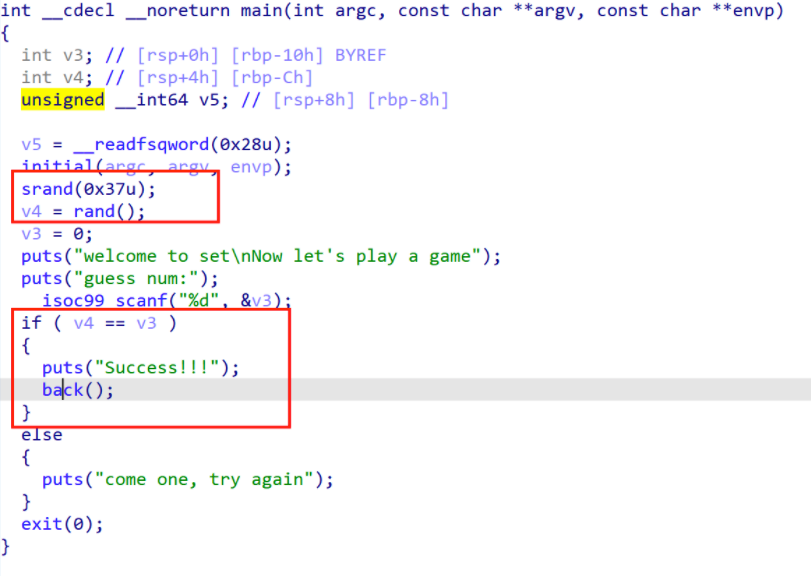 int __cdecl __noreturn main(int argc, const char **argv, const char **envp)
{
int v3; // [rsp+0h] [rbp-10h] BYREF
int v4; // [rsp+4h] [rbp-Ch]
unsigned __int64 v5; // [rsp+8h] [rbp-8h]
v5 = __readfsqword(0x28u);
initial(argc, argv, envp);
srand(0x37u);
v4 = rand();
v3 = 0;
puts("welcome to set\nNow let's play a game");
puts("guess num:");
isoc99 scanf("%d", &v3);
if ( v4 == v3 )
{
puts("Success!!!");
back();
}
else
{
puts("come one, try again");
}
exit(0);
}